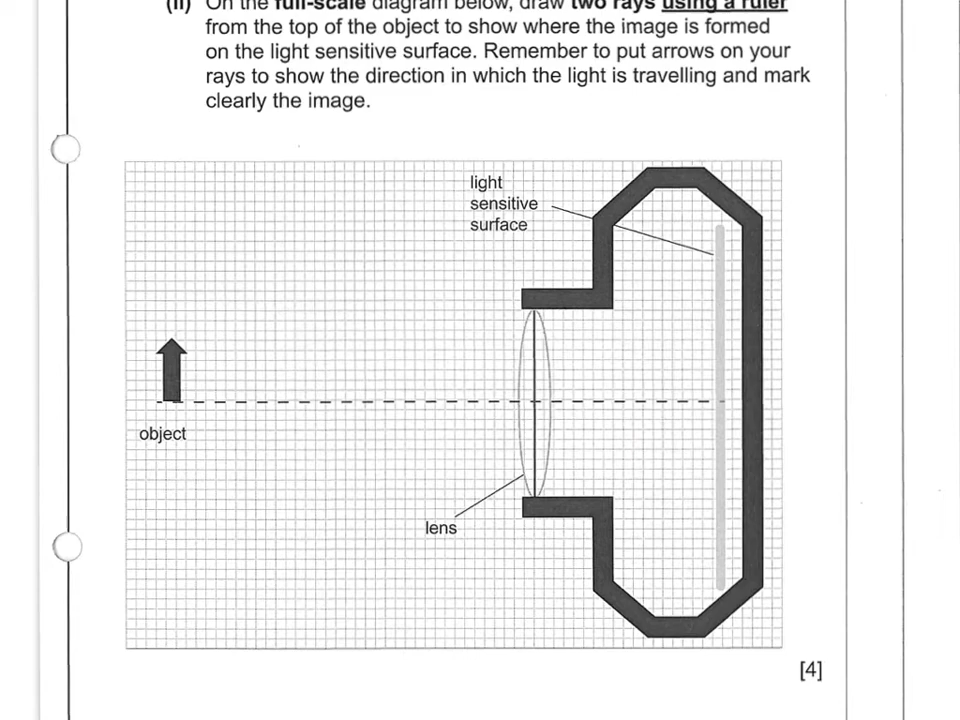 (ii) On the full-scale diagram below, draw two rays using a ruler
from the top of the object to show where the image is formed
on the light sensitive surface. Remember to put arrows on your
rays to show the direction in which the light is travelling and mark
clearly the image.
light
sensitive
surface
object
lens
[4]